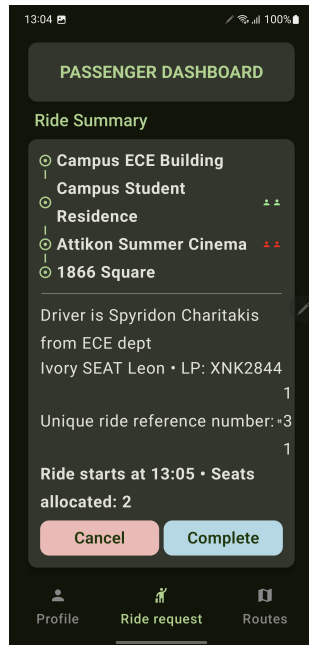 13:04 100%
PASSENGER DASHBOARD
Ride Summary
Campus ECE Building
Campus Student
Residence
Attikon Summer Cinema
1866 Square
Driver is Spyridon Charitakis
from ECE dept
Ivory SEAT Leon • LP: XNK2844
1
Unique ride reference number: 3
1
Ride starts at 13:05 • Seats
allocated: 2
Cancel Complete
Profile Ride request Routes